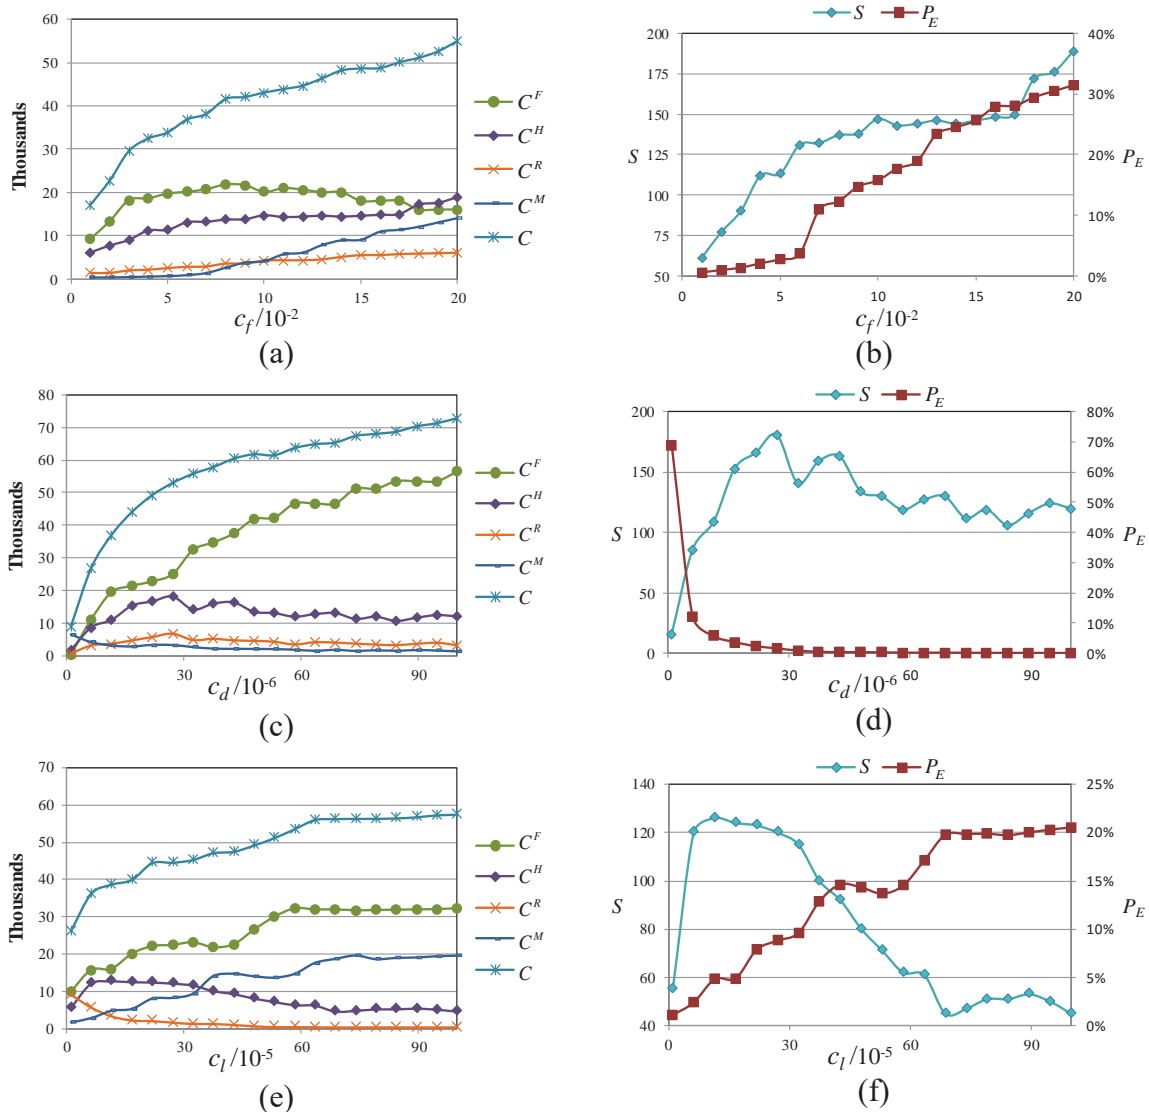 60
50
40
30
20
10
0
Thousands
0 5 10 15 20
c_f /10^-2
C^F
C^H
C^R
C^M
C
(a)
S P_E
200
175
150
125
100
75
50
S
40%
30%
20%
10%
0%
P_E
0 5 10 15 20
c_f /10^-2
(b)
80
70
60
50
40
30
20
10
0
Thousands
0 30 60 90
c_d /10^-6
C^F
C^H
C^R
C^M
C
(c)
S P_E
200
150
100
50
0
S
80%
70%
60%
50%
40%
30%
20%
10%
0%
P_E
0 30 60 90
c_d /10^-6
(d)
70
60
50
40
30
20
10
0
Thousands
0 30 60 90
c_l /10^-5
C^F
C^H
C^R
C^M
C
(e)
S P_E
140
120
100
80
60
40
S
25%
20%
15%
10%
5%
0%
P_E
0 30 60 90
c_l /10^-5
(f)